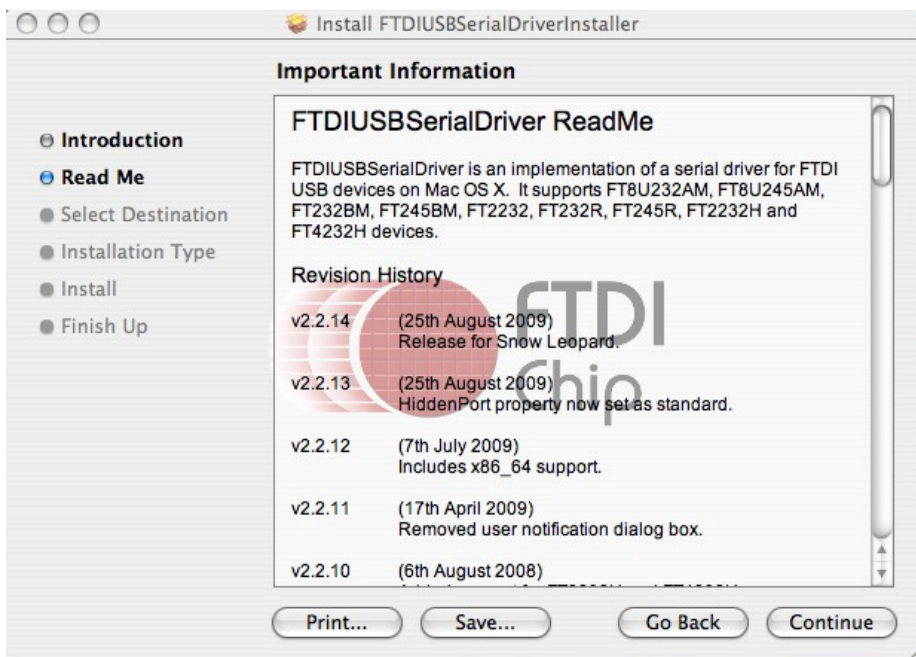 Install FTDIUSBSerialDriverInstaller
Important Information
Introduction
Read Me
Select Destination
Installation Type
Install
Finish Up
FTDIUSBSerialDriver ReadMe
FTDIUSBSerialDriver is an implementation of a serial driver for FTDI
USB devices on Mac OS X. It supports FT8U232AM, FT8U245AM,
FT232BM, FT245BM, FT2232, FT232R, FT245R, FT2232H and
FT4232H devices.
Revision History
FTDI
Chip
v2.2.14 (25th August 2009)
Release for Snow Leopard.
v2.2.13 (25th August 2009)
HiddenPort property now set as standard.
v2.2.12 (7th July 2009)
Includes x86_64 support.
v2.2.11 (17th April 2009)
Removed user notification dialog box.
v2.2.10 (6th August 2008)
Print... Save... Go Back Continue